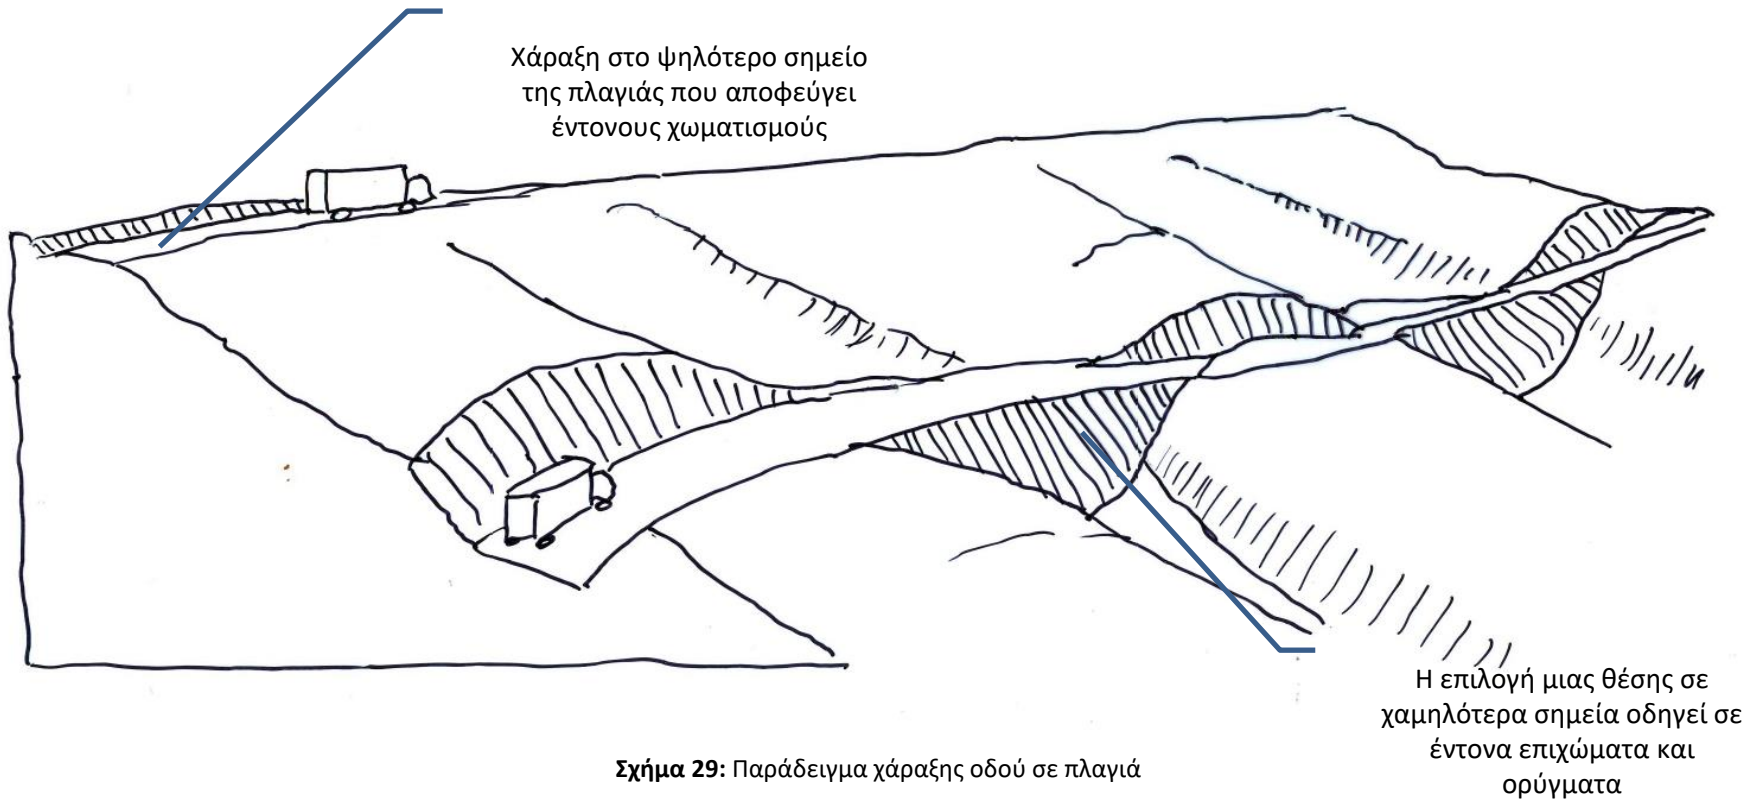 Χάραξη στο ψηλότερο σημείο
της πλαγιάς που αποφεύγει
έντονους χωματισμούς
Η επιλογή μιας θέσης σε
χαμηλότερα σημεία οδηγεί σε
έντονα επιχώματα και
ορύγματα
Σχήμα 29: Παράδειγμα χάραξης οδού σε πλαγιά